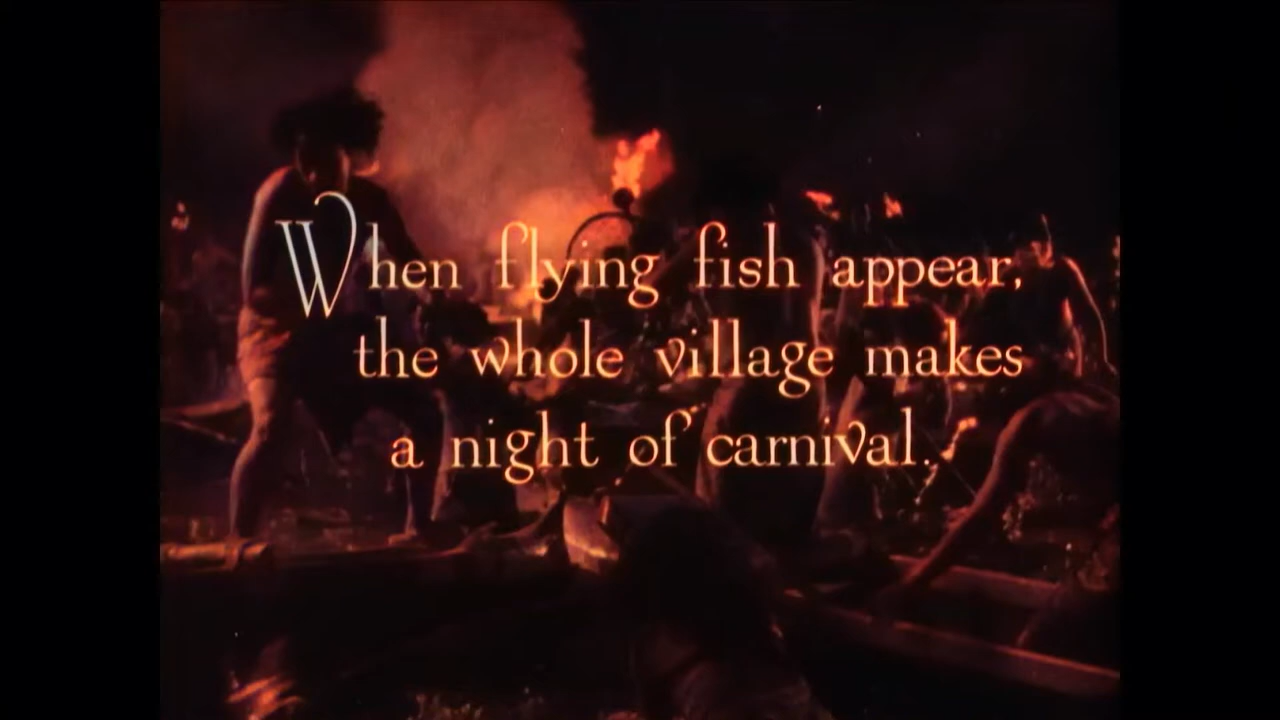 When flying fish appear,
the whole village makes
a night of carnival.